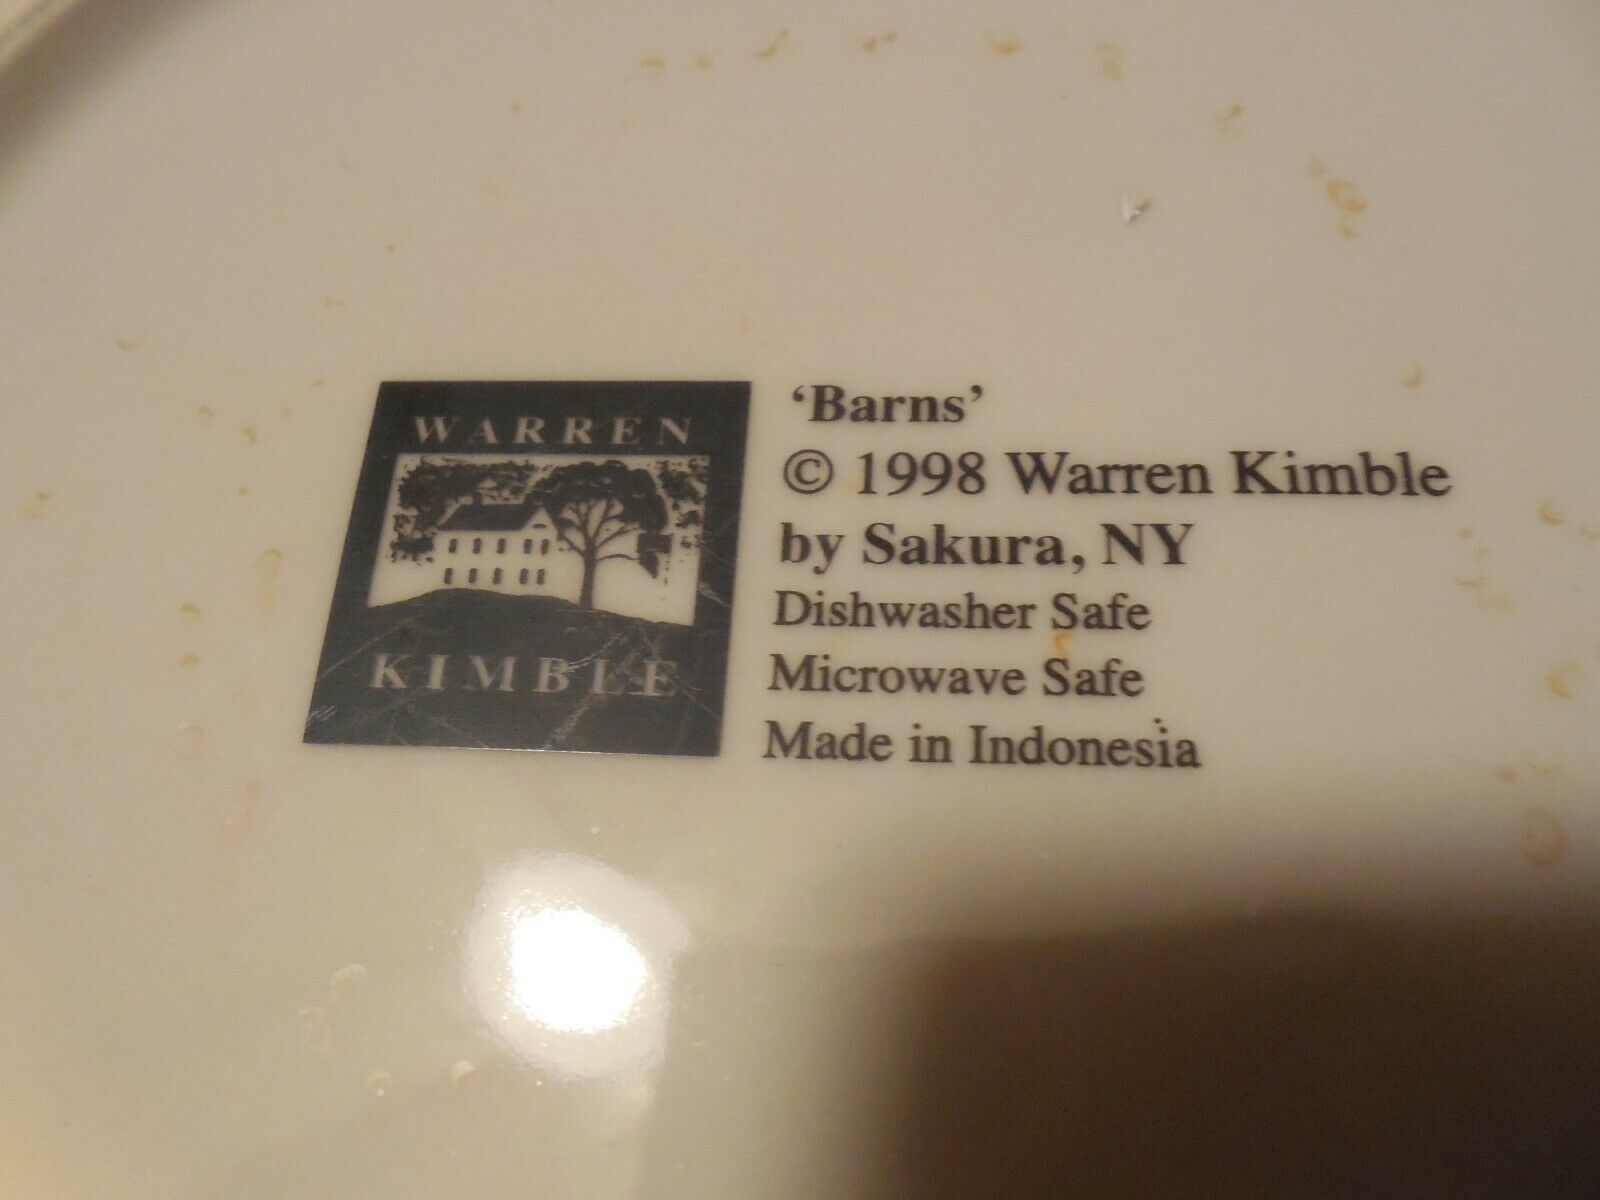 WARREN
KIMBLE
‘Barns’
© 1998 Warren Kimble
by Sakura, NY
Dishwasher Safe
Microwave Safe
Made in Indonesia